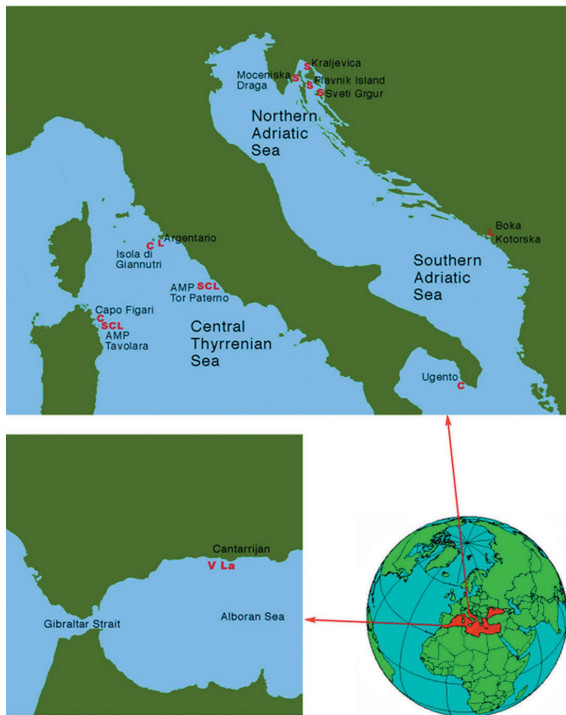 Kraljevica
S
Moceniska
Draga
S
S
Plavnik Island
S
Sveti Grgur
Northern
Adriatic
Sea
L
Boka
Kotorska
Argentario
C L
Isola di
Giannutri
Southern
Adriatic
Sea
AMP SCL
Tor Paterno
Capo Figari
C
SCL
AMP
Tavolara
Central
Thyrrenian
Sea
Ugento
C
Cantarrijan
V La
Gibraltar Strait
Alboran Sea